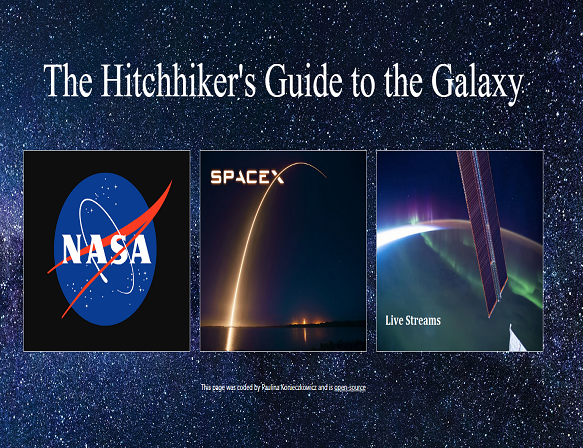 The Hitchhiker's Guide to the Galaxy
NASA
SPACEX
Live Streams
This page was coded by Paulina Konieczkowicz and is open-source